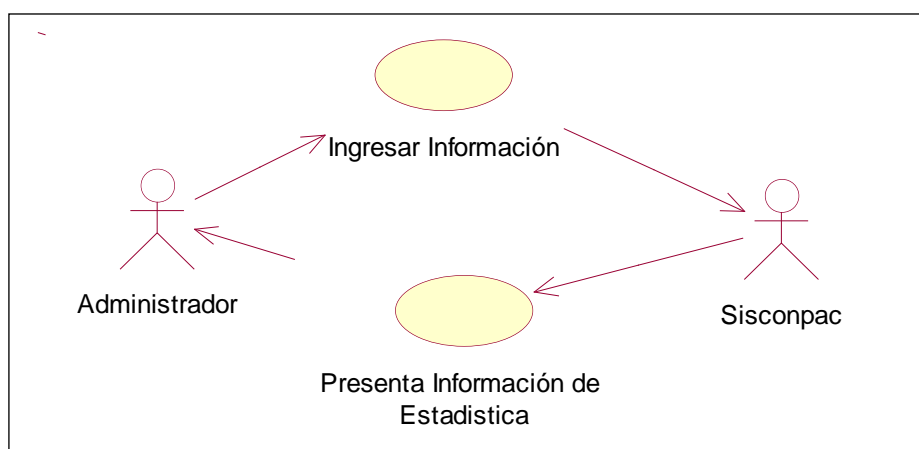 Ingresar Información
Administrador
Sisconpac
Presenta Información de
Estadistica